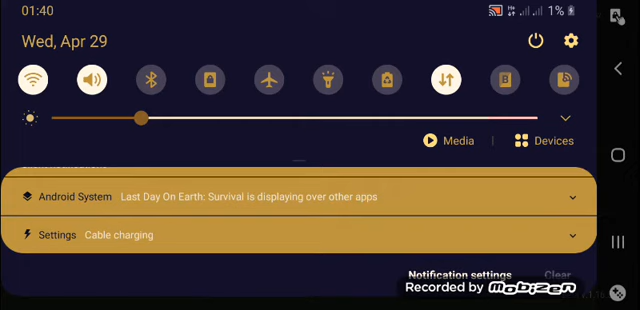 01:40
1%
Wed, Apr 29
B
Media | Devices
Android System Last Day On Earth: Survival is displaying over other apps
Settings Cable charging
Notification settings Clear
Recorded by MOBIZEN